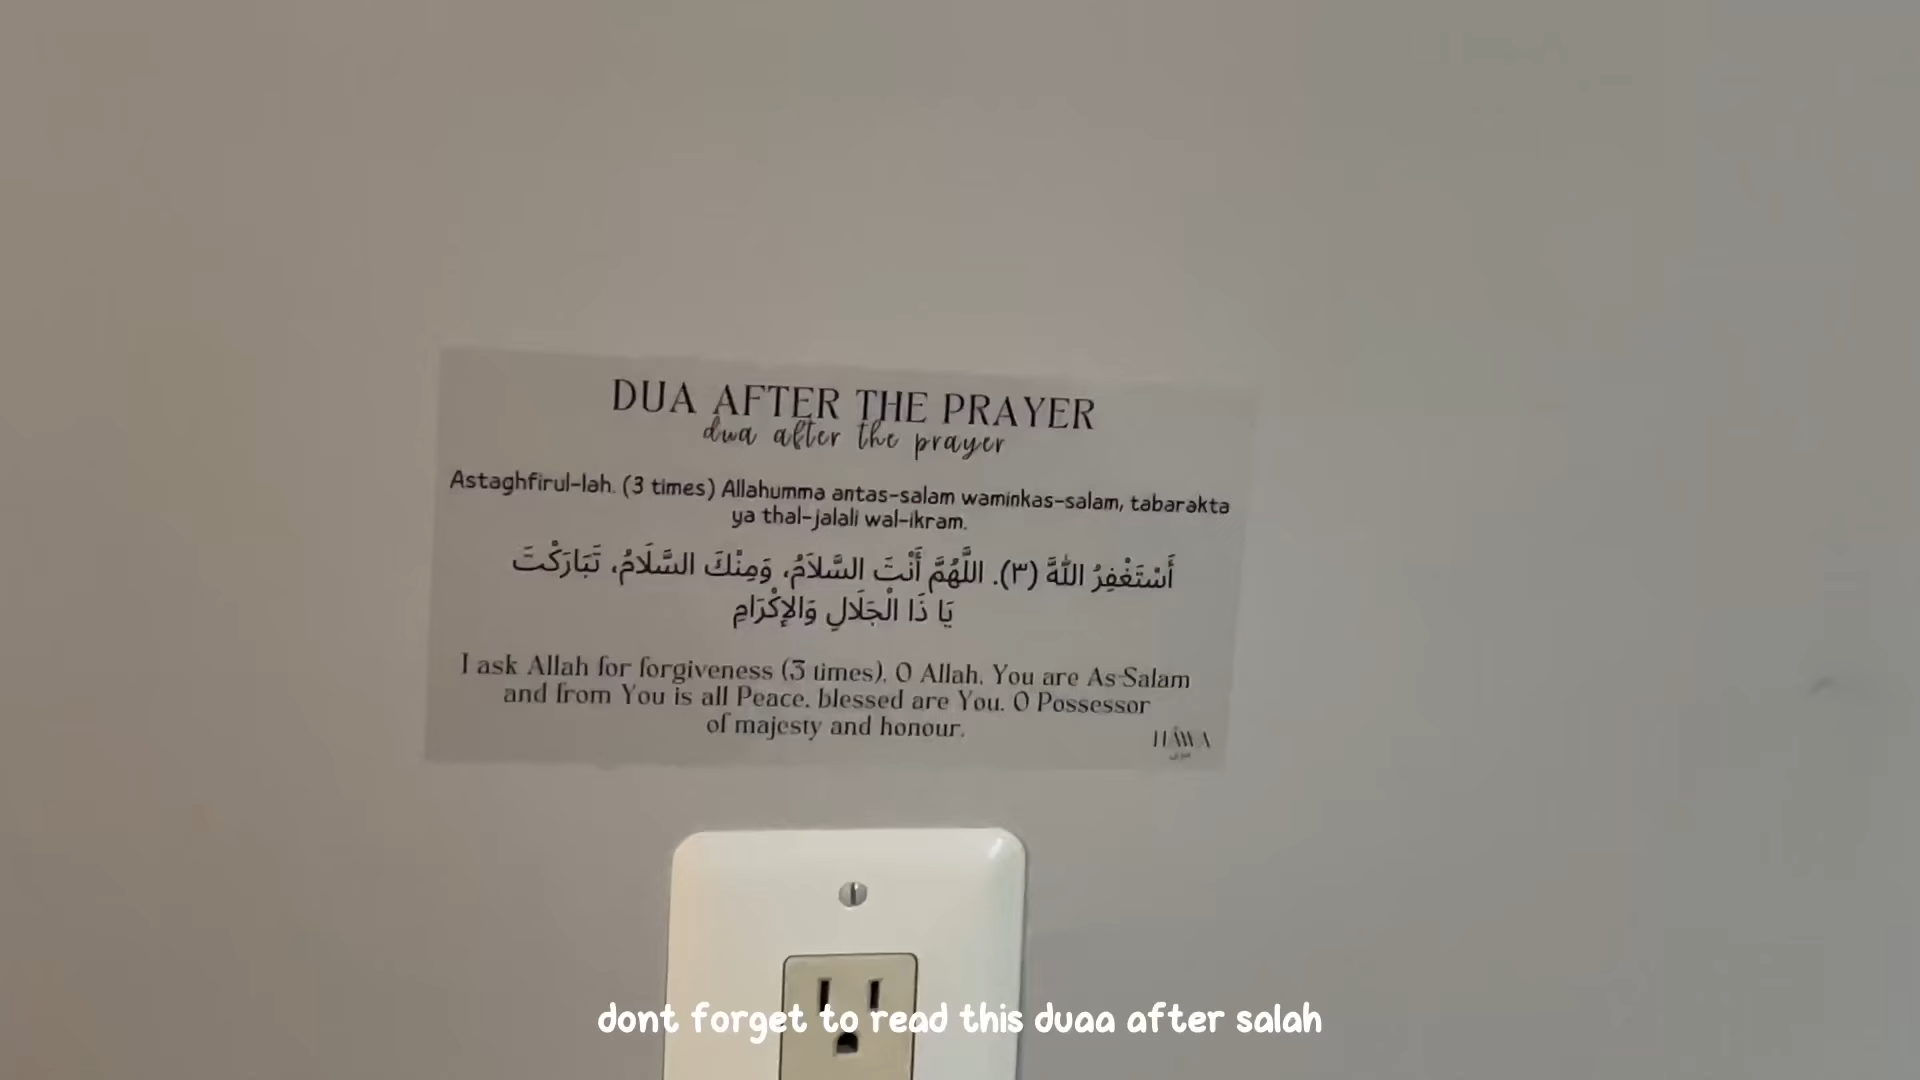 DUA AFTER THE PRAYER
dua after the prayer
Astaghfirul-lah. (3 times) Allahumma antas-salam waminkas-salam, tabarakta
ya thal-jalali wal-ikram.
أَسْتَغْفِرُ اللَّهَ (٣). اللَّهُمَّ أَنْتَ السَّلاَمُ، وَمِنْكَ السَّلَامُ، تَبَارَكْتَ
يَا ذَا الْجَلَالِ وَالإِكْرَامِ
I ask Allah for forgiveness (3 times). O Allah, You are As-Salam
and from You is all Peace, blessed are You, O Possessor
of majesty and honour.
dont forget to read this duaa after salah